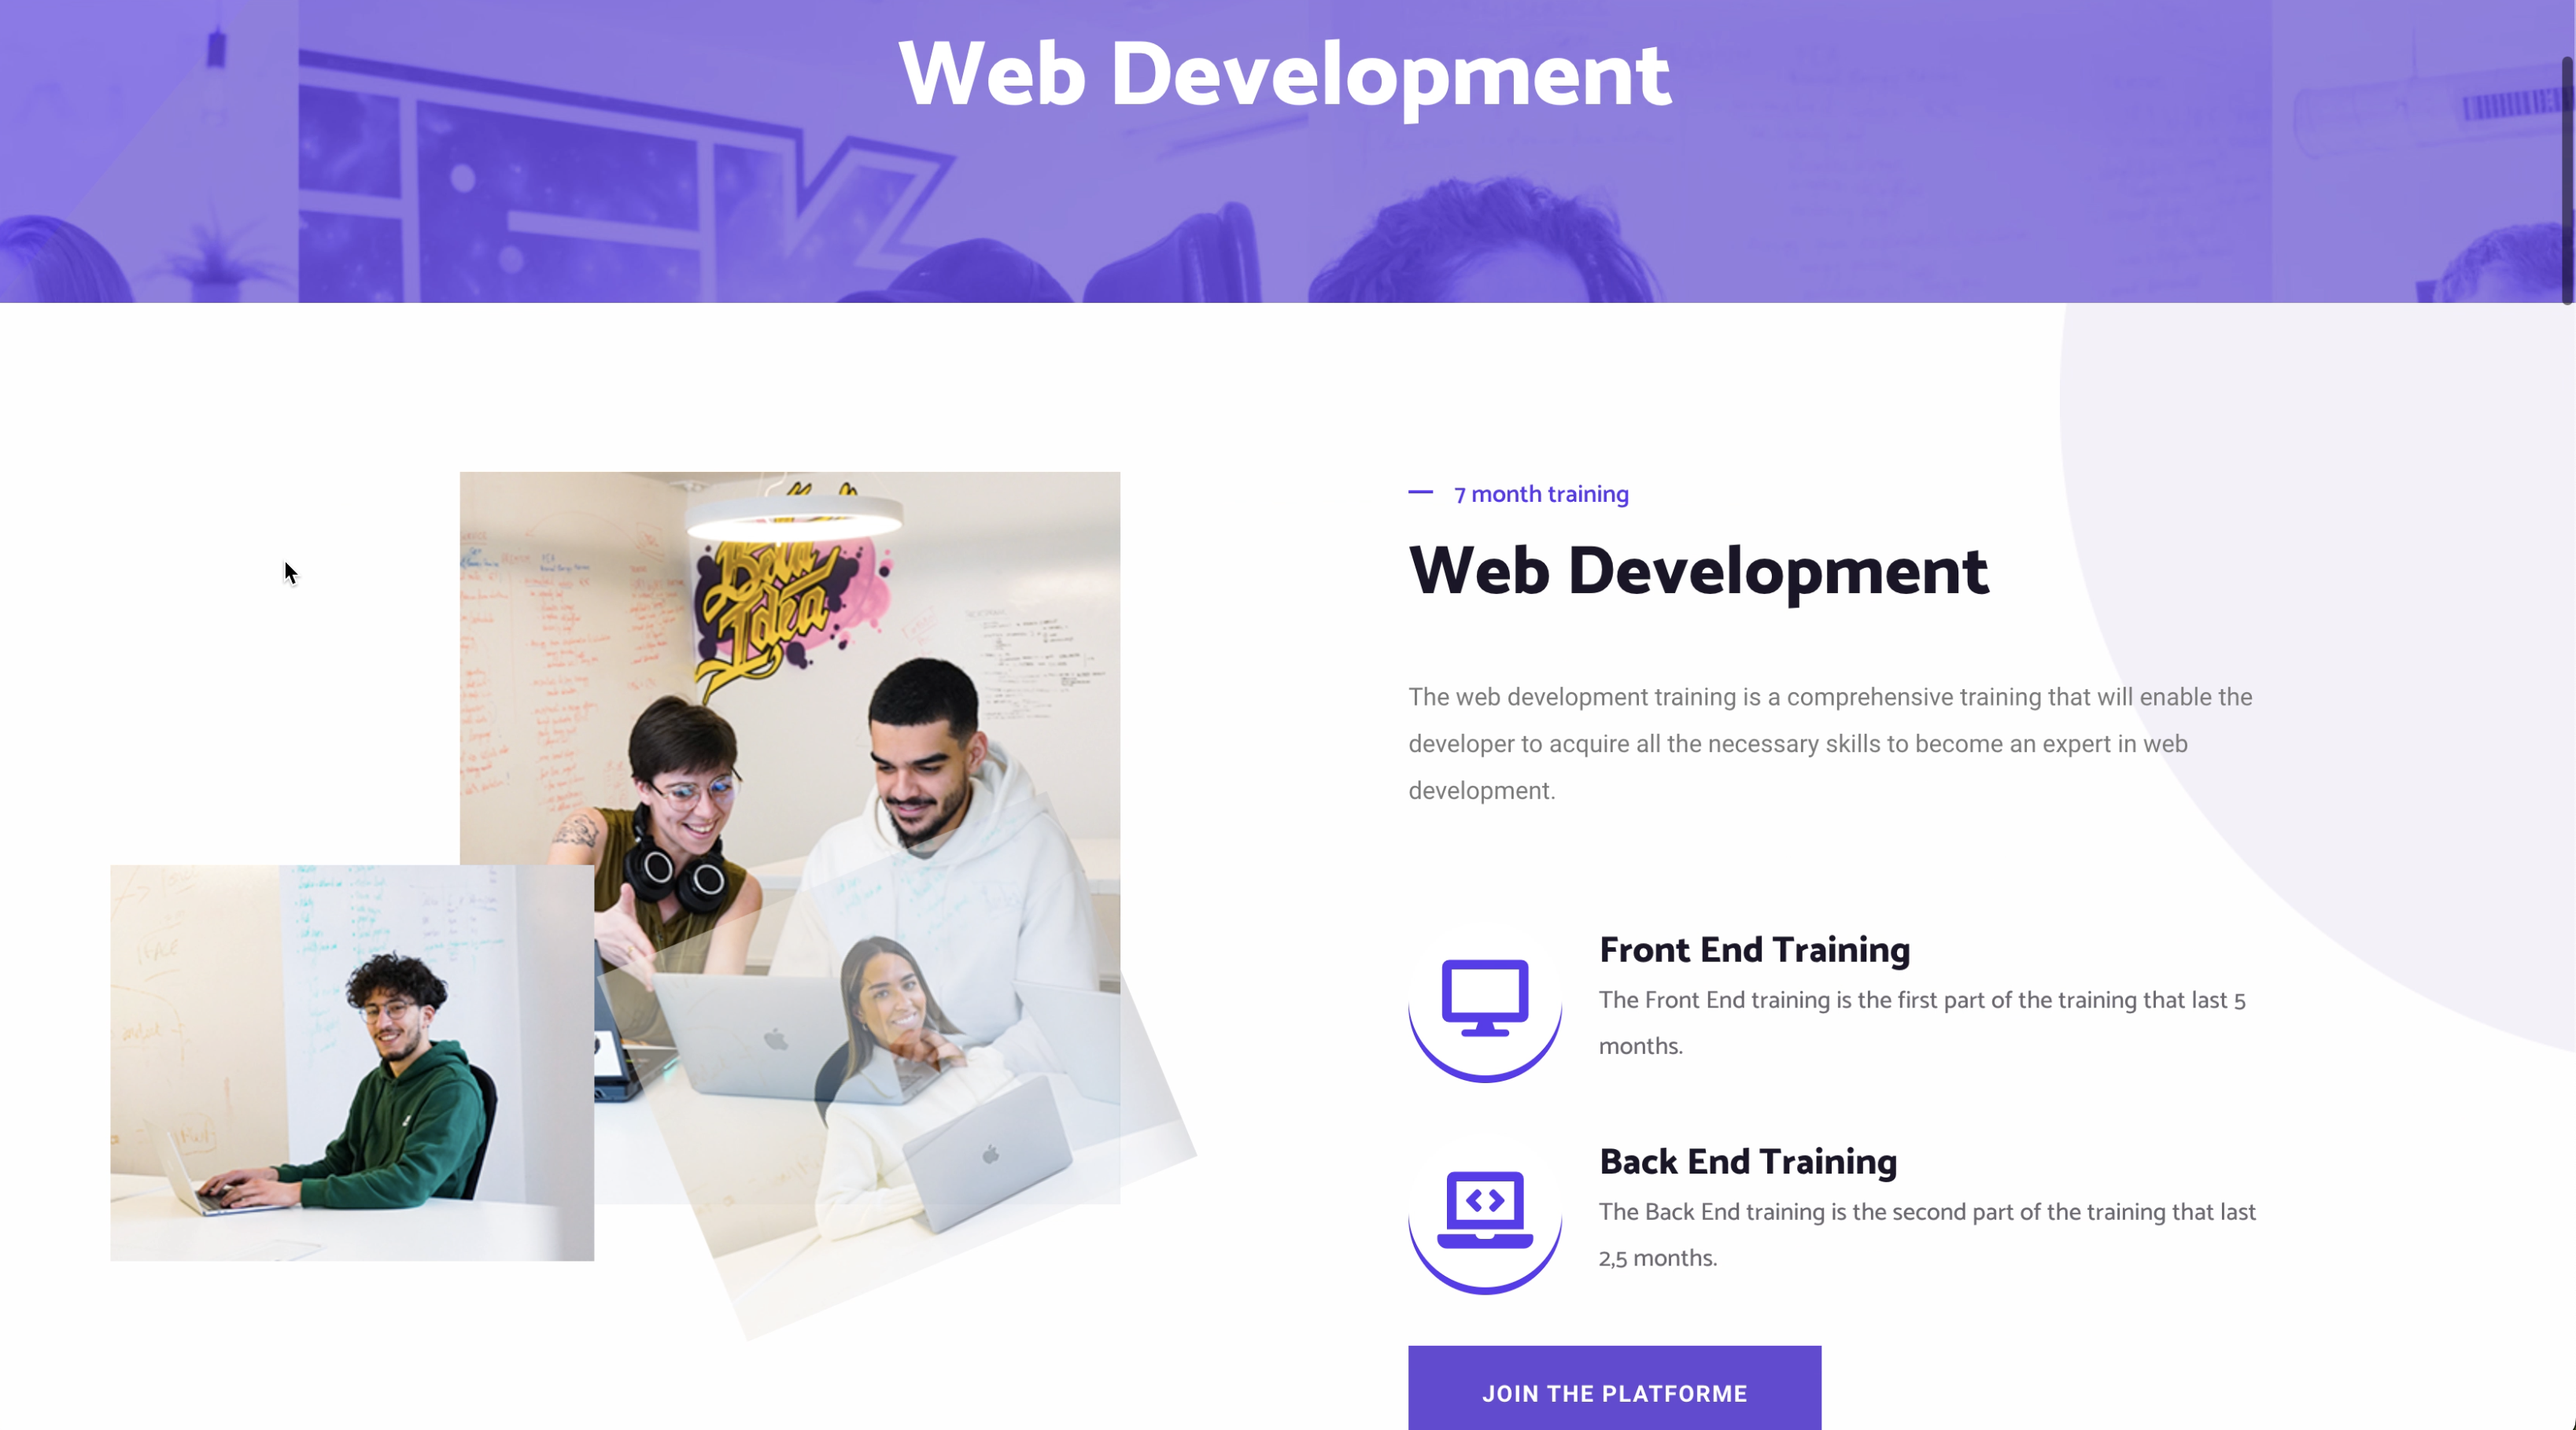 Web Development
7 month training
Web Development
The web development training is a comprehensive training that will enable the
developer to acquire all the necessary skills to become an expert in web
development.
Bold
Idea
Front End Training
The Front End training is the first part of the training that last 5
months.
Back End Training
The Back End training is the second part of the training that last
2,5 months.
JOIN THE PLATFORME